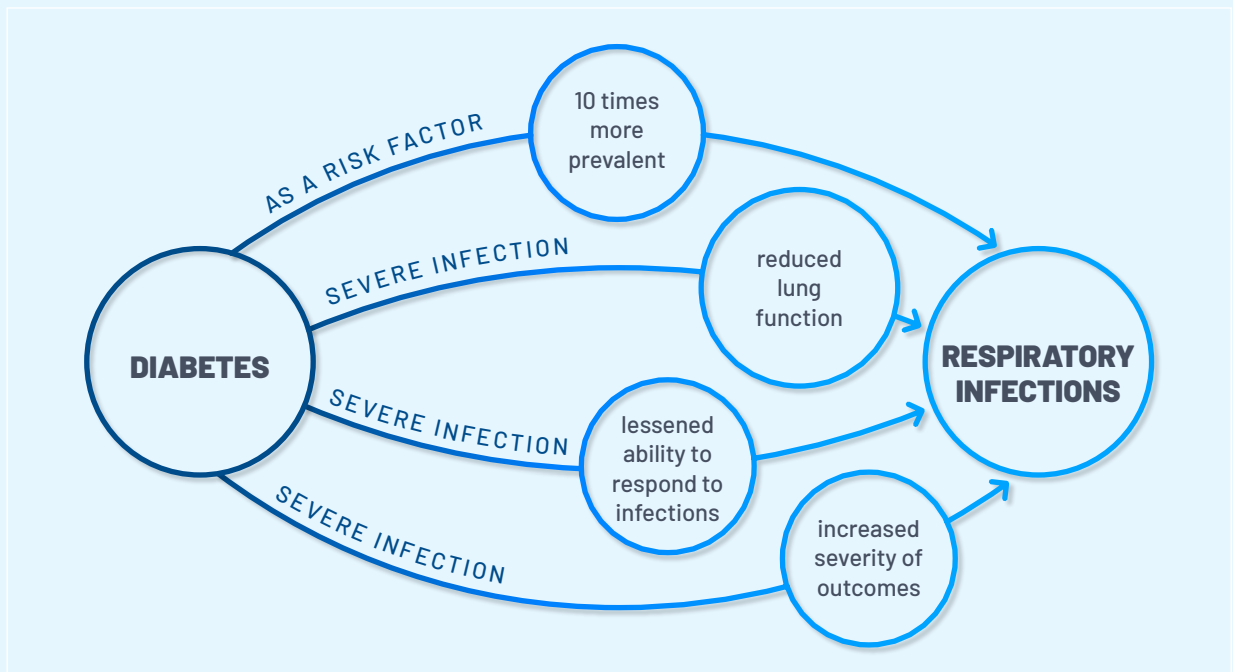 AS A RISK FACTOR
10 times
more
prevalent
SEVERE INFECTION
reduced
lung
function
DIABETES
RESPIRATORY
INFECTIONS
SEVERE INFECTION
lessened
ability to
respond to
infections
SEVERE INFECTION
increased
severity of
outcomes